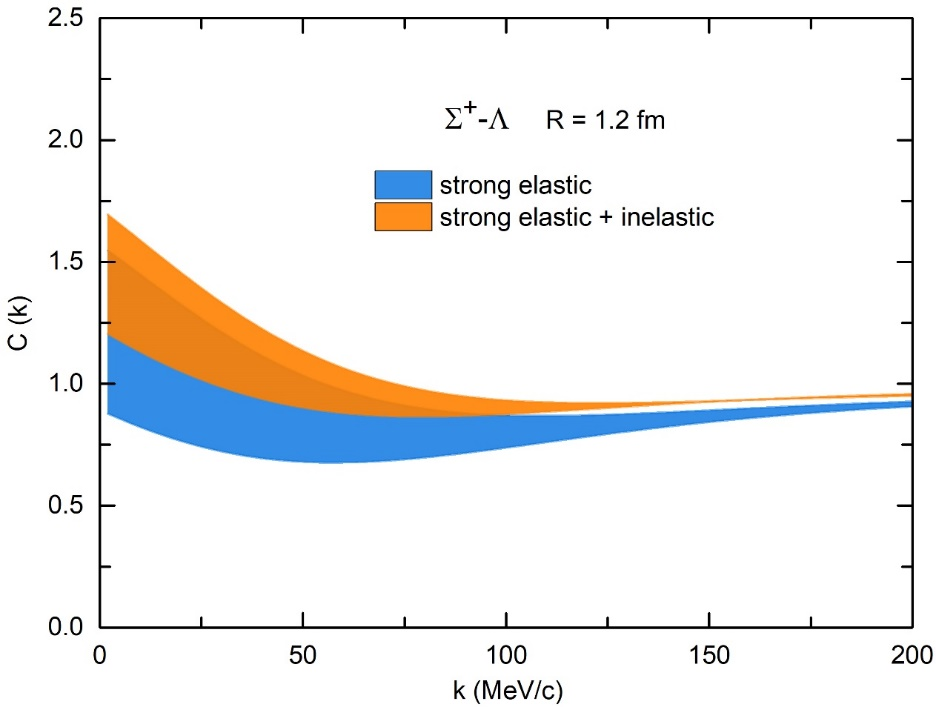 2.5
Σ⁺-Λ R = 1.2 fm
2.0
strong elastic
strong elastic + inelastic
1.5
C (k)
1.0
0.5
0.0
0 50 100 150 200
k (MeV/c)